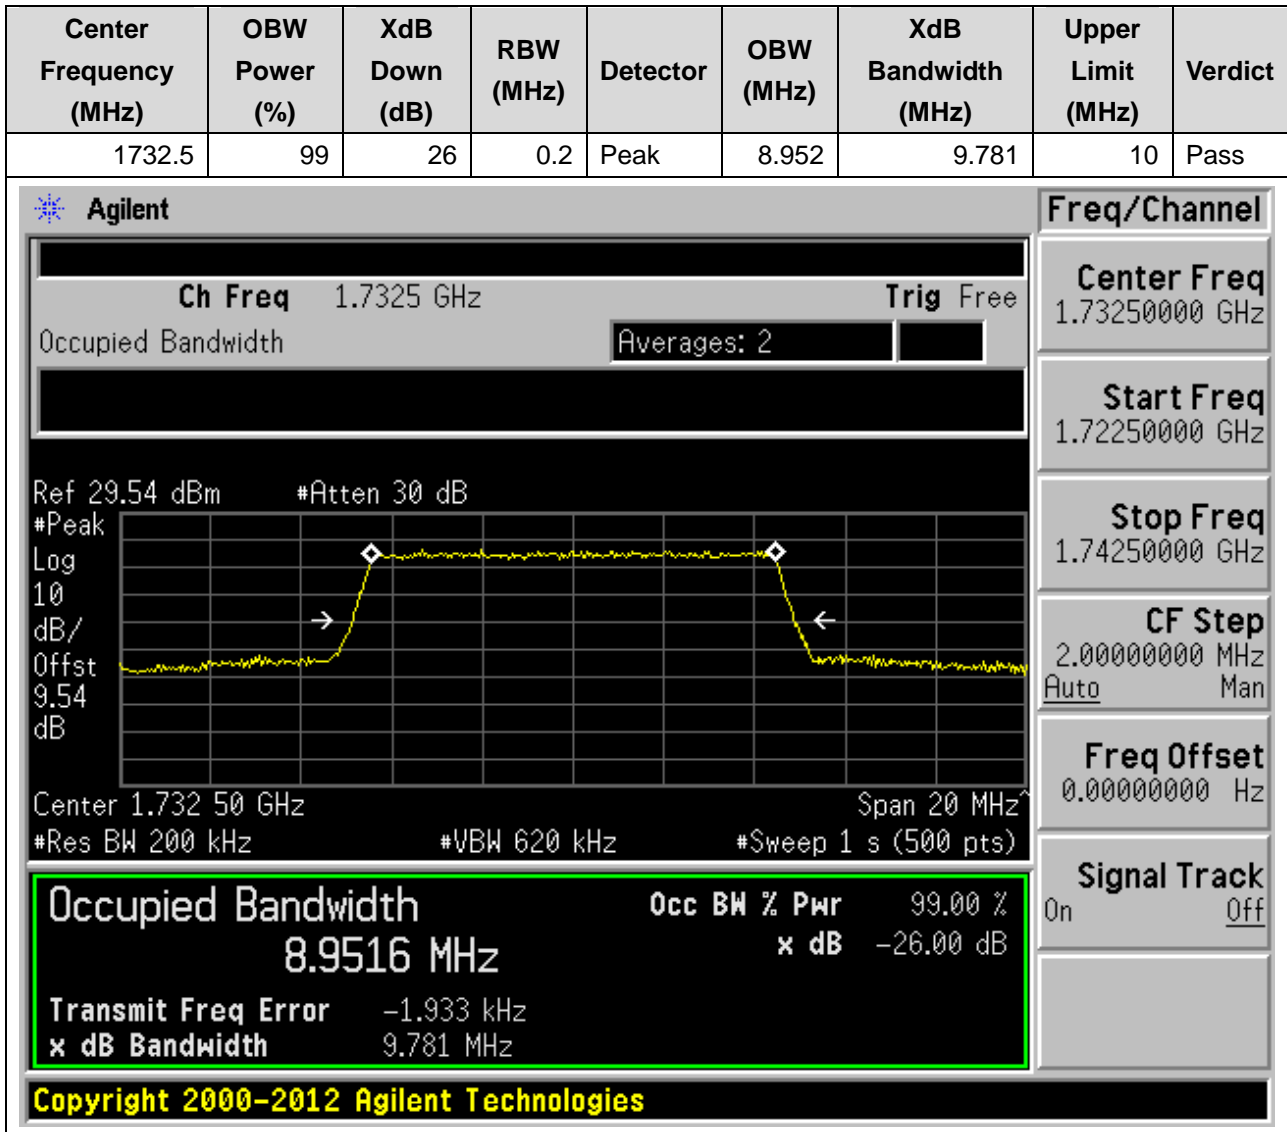 Center Frequency (MHz) OBW Power (%) XdB Down (dB) RBW (MHz) Detector OBW (MHz) XdB Bandwidth (MHz) Upper Limit (MHz) Verdict
1732.5 99 26 0.2 Peak 8.952 9.781 10 Pass
Agilent
Freq/Channel
Ch Freq 1.7325 GHz Trig Free
Occupied Bandwidth Averages: 2
Center Freq
1.73250000 GHz
Start Freq
1.72250000 GHz
Stop Freq
1.74250000 GHz
CF Step
2.00000000 MHz
Auto Man
Freq Offset
0.00000000 Hz
Signal Track
On Off
Ref 29.54 dBm #Atten 30 dB
#Peak
Log
10
dB/
Offst
9.54
dB
Center 1.732 50 GHz Span 20 MHz^
#Res BW 200 kHz #VBW 620 kHz #Sweep 1 s (500 pts)
Occupied Bandwidth Occ BW % Pwr 99.00 %
8.9516 MHz x dB -26.00 dB
Transmit Freq Error -1.933 kHz
x dB Bandwidth 9.781 MHz
Copyright 2000-2012 Agilent Technologies